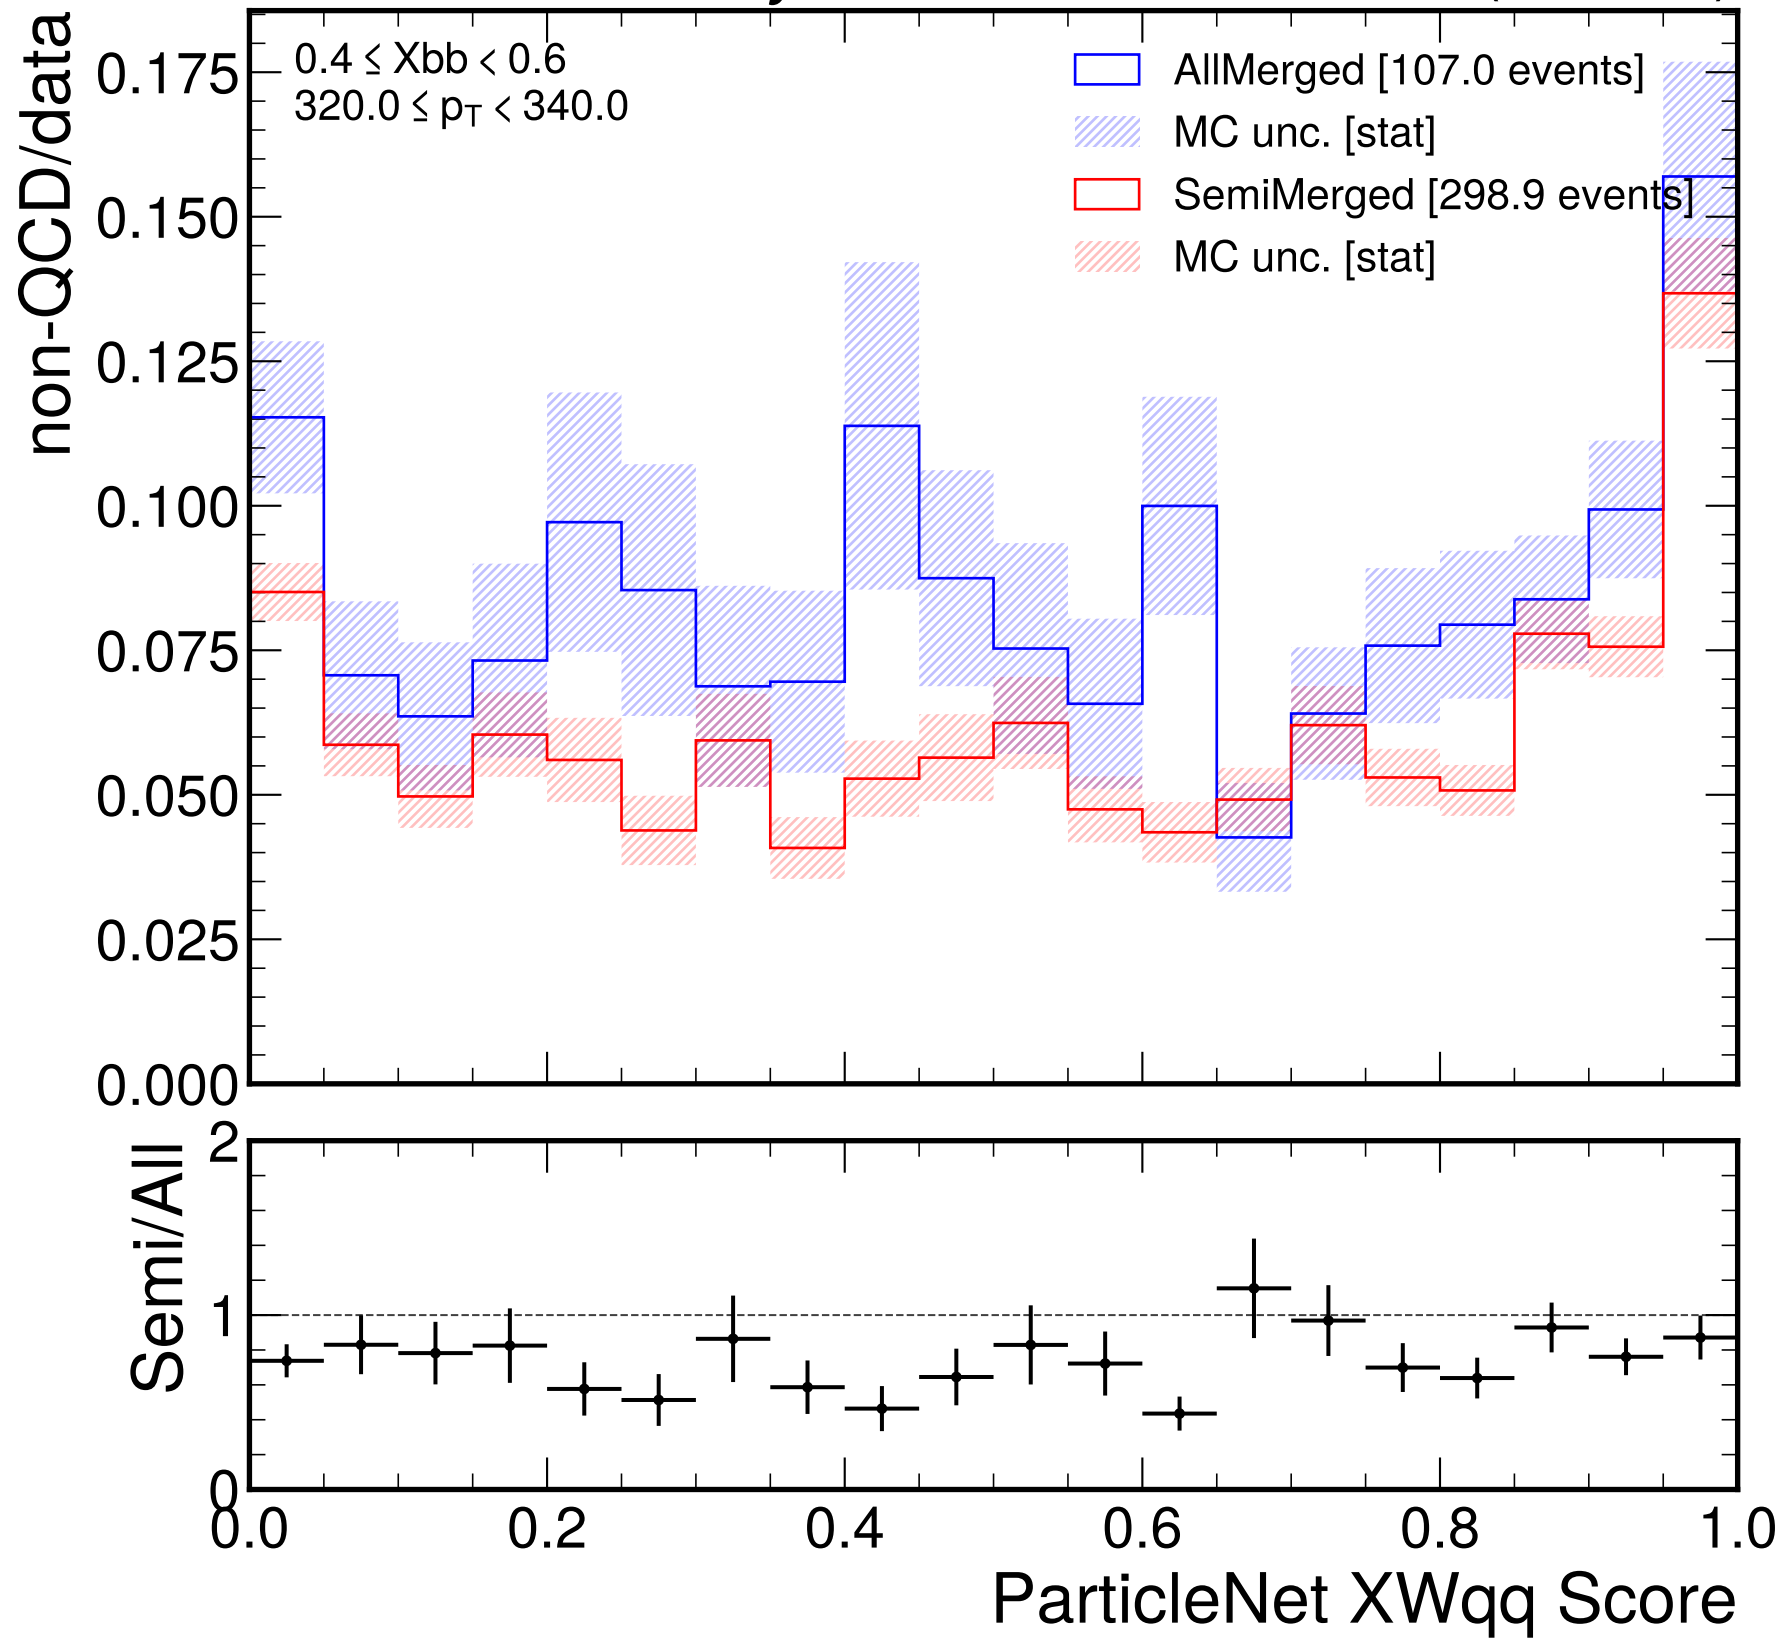 non-QCD/data
0.4 ≤ Xbb < 0.6
320.0 ≤ pT < 340.0
AllMerged [107.0 events]
MC unc. [stat]
SemiMerged [298.9 events]
MC unc. [stat]
0.175
0.150
0.125
0.100
0.075
0.050
0.025
0.000
Semi/All
2
1
0
0.0 0.2 0.4 0.6 0.8 1.0
ParticleNet XWqq Score